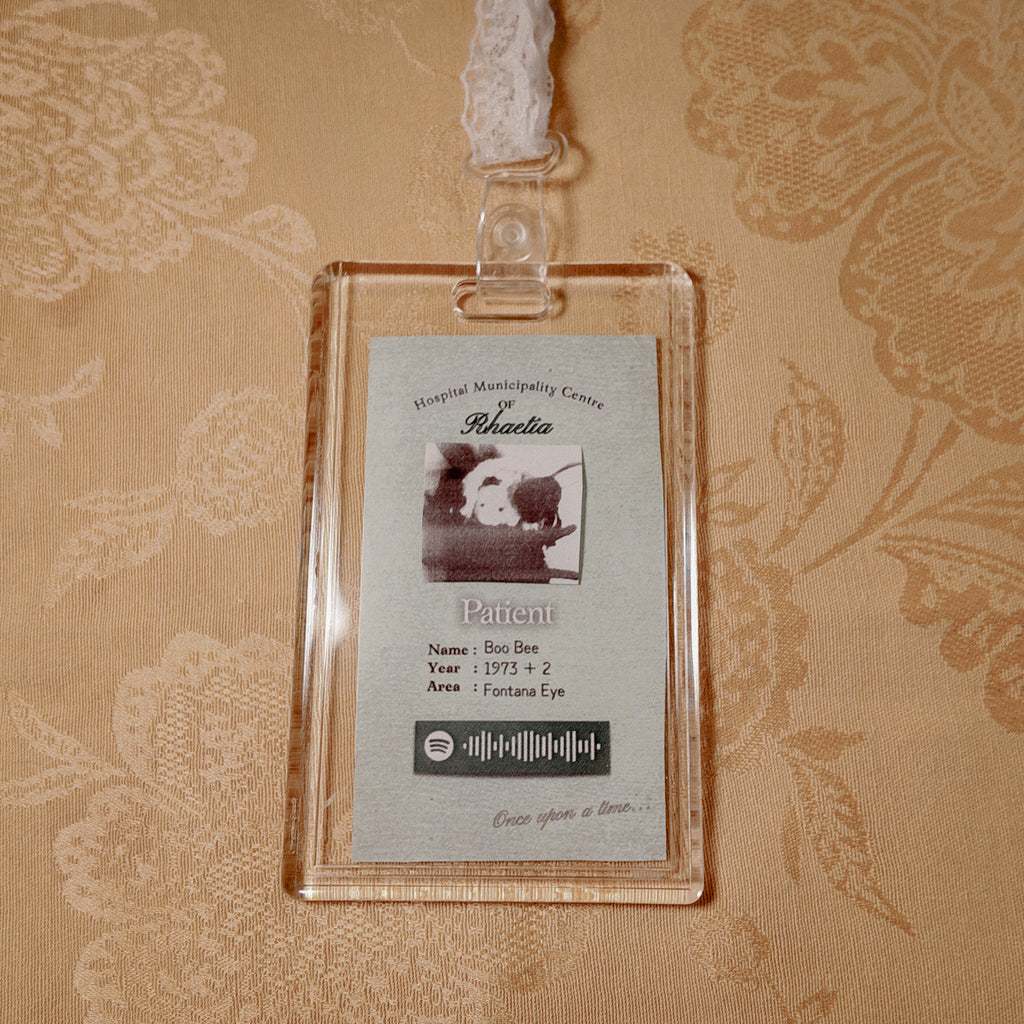 Hospital Municipality Centre
OF
Rhaetia
Patient
Name : Boo Bee
Year : 1973 + 2
Area : Fontana Eye
Once upon a time...